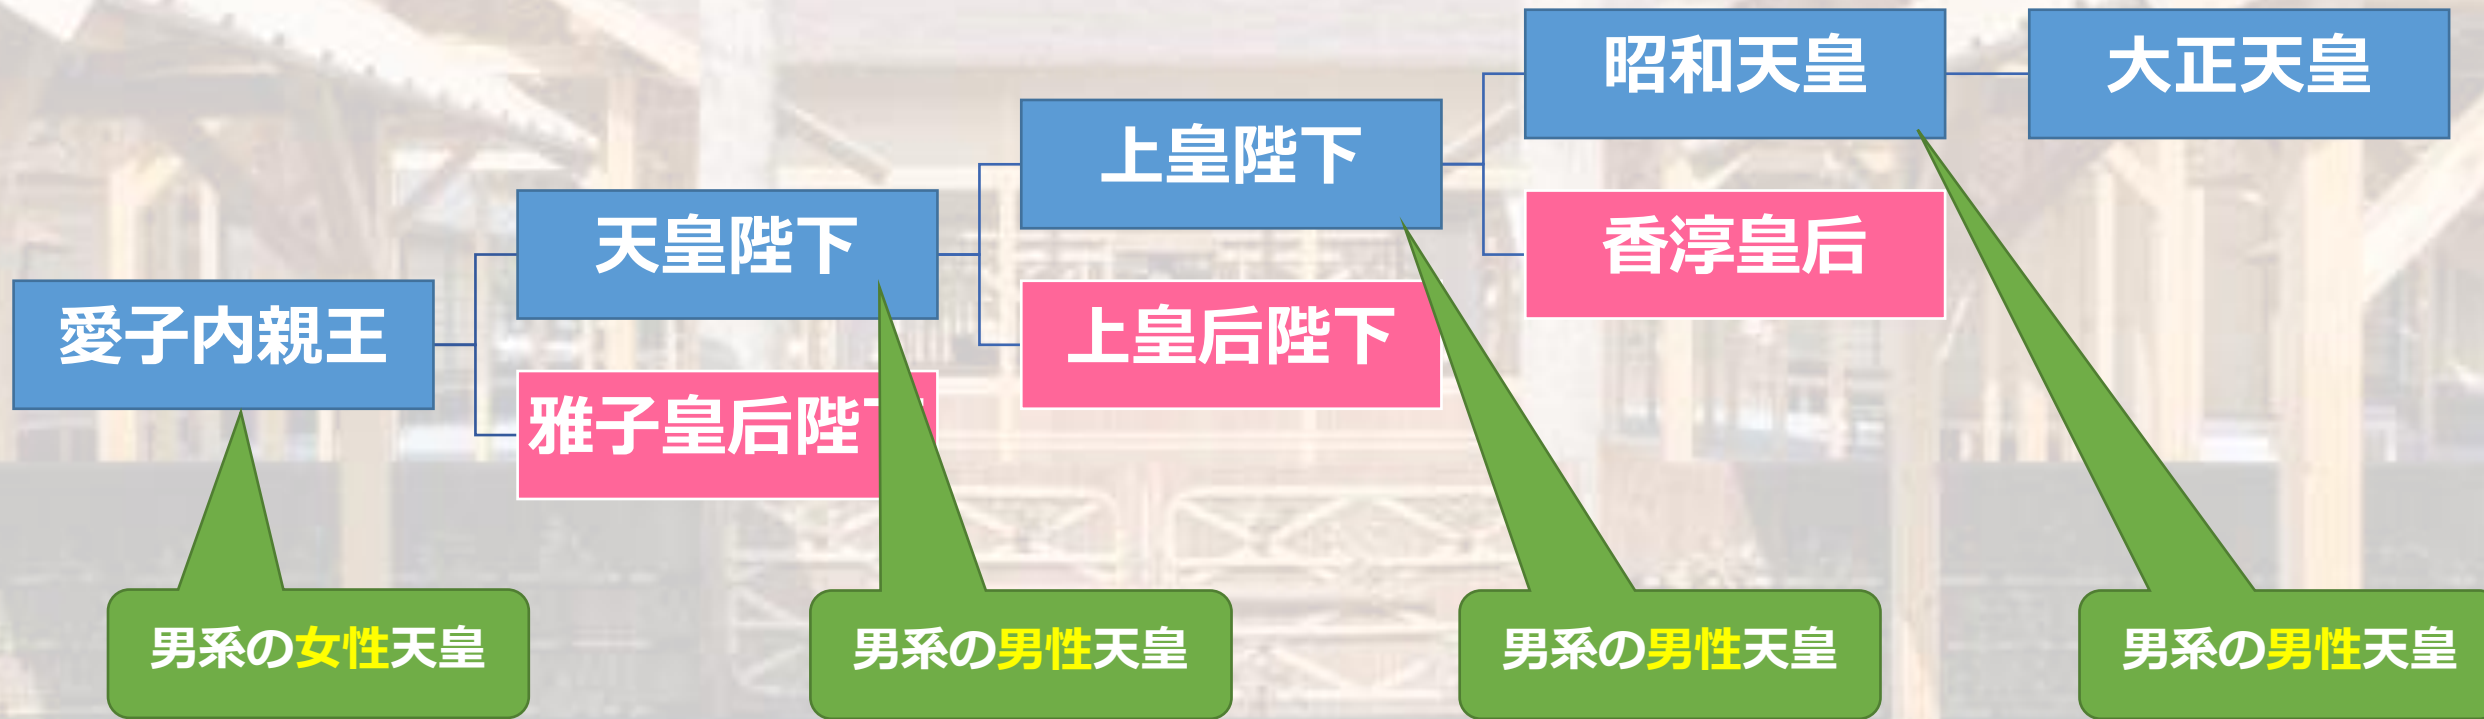 昭和天皇
大正天皇
上皇陛下
天皇陛下
香淳皇后
愛子内親王
上皇后陛下
雅子皇后陛下
男系の女性天皇
男系の男性天皇
男系の男性天皇
男系の男性天皇